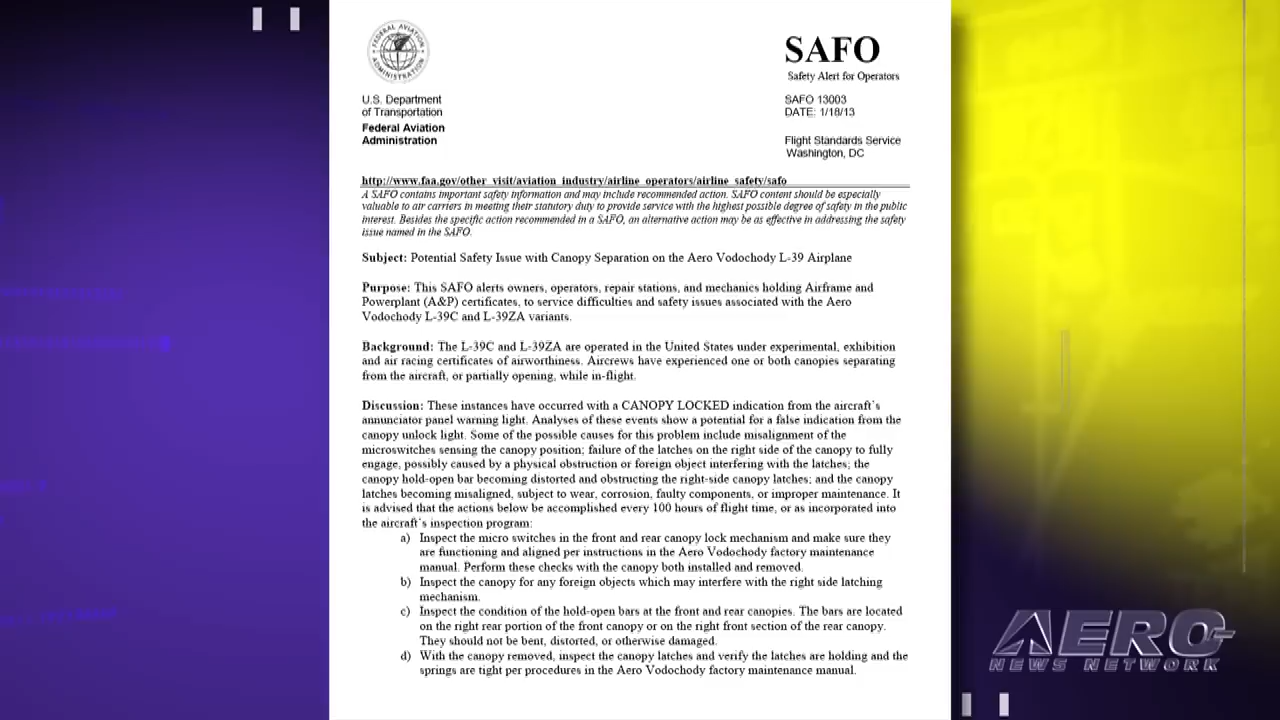 FEDERAL AVIATION
ADMINISTRATION
SAFO
Safety Alert for Operators
U.S. Department
of Transportation
Federal Aviation
Administration
SAFO 13003
DATE: 1/18/13
Flight Standards Service
Washington, DC
http://www.faa.gov/other_visit/aviation_industry/airline_operators/airline_safety/safo
A SAFO contains important safety information and may include recommended action. SAFO content should be especially
valuable to air carriers in meeting their statutory duty to provide service with the highest possible degree of safety in the public
interest. Besides the specific action recommended in a SAFO, an alternative action may be as effective in addressing the safety
issue named in the SAFO.
Subject: Potential Safety Issue with Canopy Separation on the Aero Vodochody L-39 Airplane
Purpose: This SAFO alerts owners, operators, repair stations, and mechanics holding Airframe and
Powerplant (A&P) certificates, to service difficulties and safety issues associated with the Aero
Vodochody L-39C and L-39ZA variants.
Background: The L-39C and L-39ZA are operated in the United States under experimental, exhibition
and air racing certificates of airworthiness. Aircrews have experienced one or both canopies separating
from the aircraft, or partially opening, while in-flight.
Discussion: These instances have occurred with a CANOPY LOCKED indication from the aircraft`s
annunciator panel warning light. Analyses of these events show a potential for a false indication from the
canopy unlock light. Some of the possible causes for this problem include misalignment of the
microswitches sensing the canopy position; failure of the latches on the right side of the canopy to fully
engage, possibly caused by a physical obstruction or foreign object interfering with the latches; the
canopy hold-open bar becoming distorted and obstructing the right-side canopy latches; and the canopy
latches becoming misaligned, subject to wear, corrosion, faulty components, or improper maintenance. It
is advised that the actions below be accomplished every 100 hours of flight time, or as incorporated into
the aircraft`s inspection program:
a) Inspect the micro switches in the front and rear canopy lock mechanism and make sure they
are functioning and aligned per instructions in the Aero Vodochody factory maintenance
manual. Perform these checks with the canopy both installed and removed.
b) Inspect the canopy for any foreign objects which may interfere with the right side latching
mechanism.
c) Inspect the condition of the hold-open bars at the front and rear canopies. The bars are located
on the right rear portion of the front canopy or on the right front section of the rear canopy.
They should not be bent, distorted, or otherwise damaged.
d) With the canopy removed, inspect the canopy latches and verify the latches are holding and the
springs are tight per procedures in the Aero Vodochody factory maintenance manual.
AERO-
NEWS NETWORK